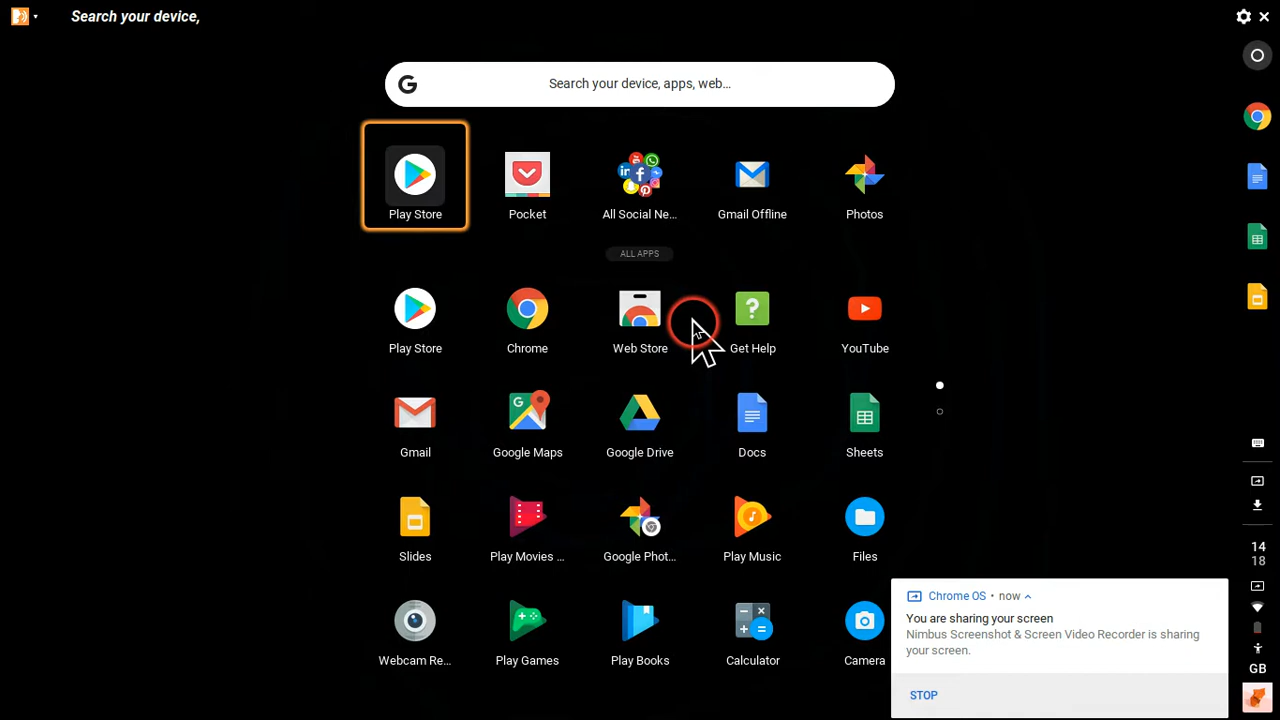 Search your device,
Search your device, apps, web...
Play Store
Pocket
All Social Ne...
Gmail Offline
Photos
ALL APPS
Play Store
Chrome
Web Store
Get Help
YouTube
Gmail
Google Maps
Google Drive
Docs
Sheets
Slides
Play Movies ...
Google Phot...
Play Music
Files
Webcam Re...
Play Games
Play Books
Calculator
Camera
Chrome OS • now
You are sharing your screen
Nimbus Screenshot & Screen Video Recorder is sharing
your screen.
STOP
14
18
GB